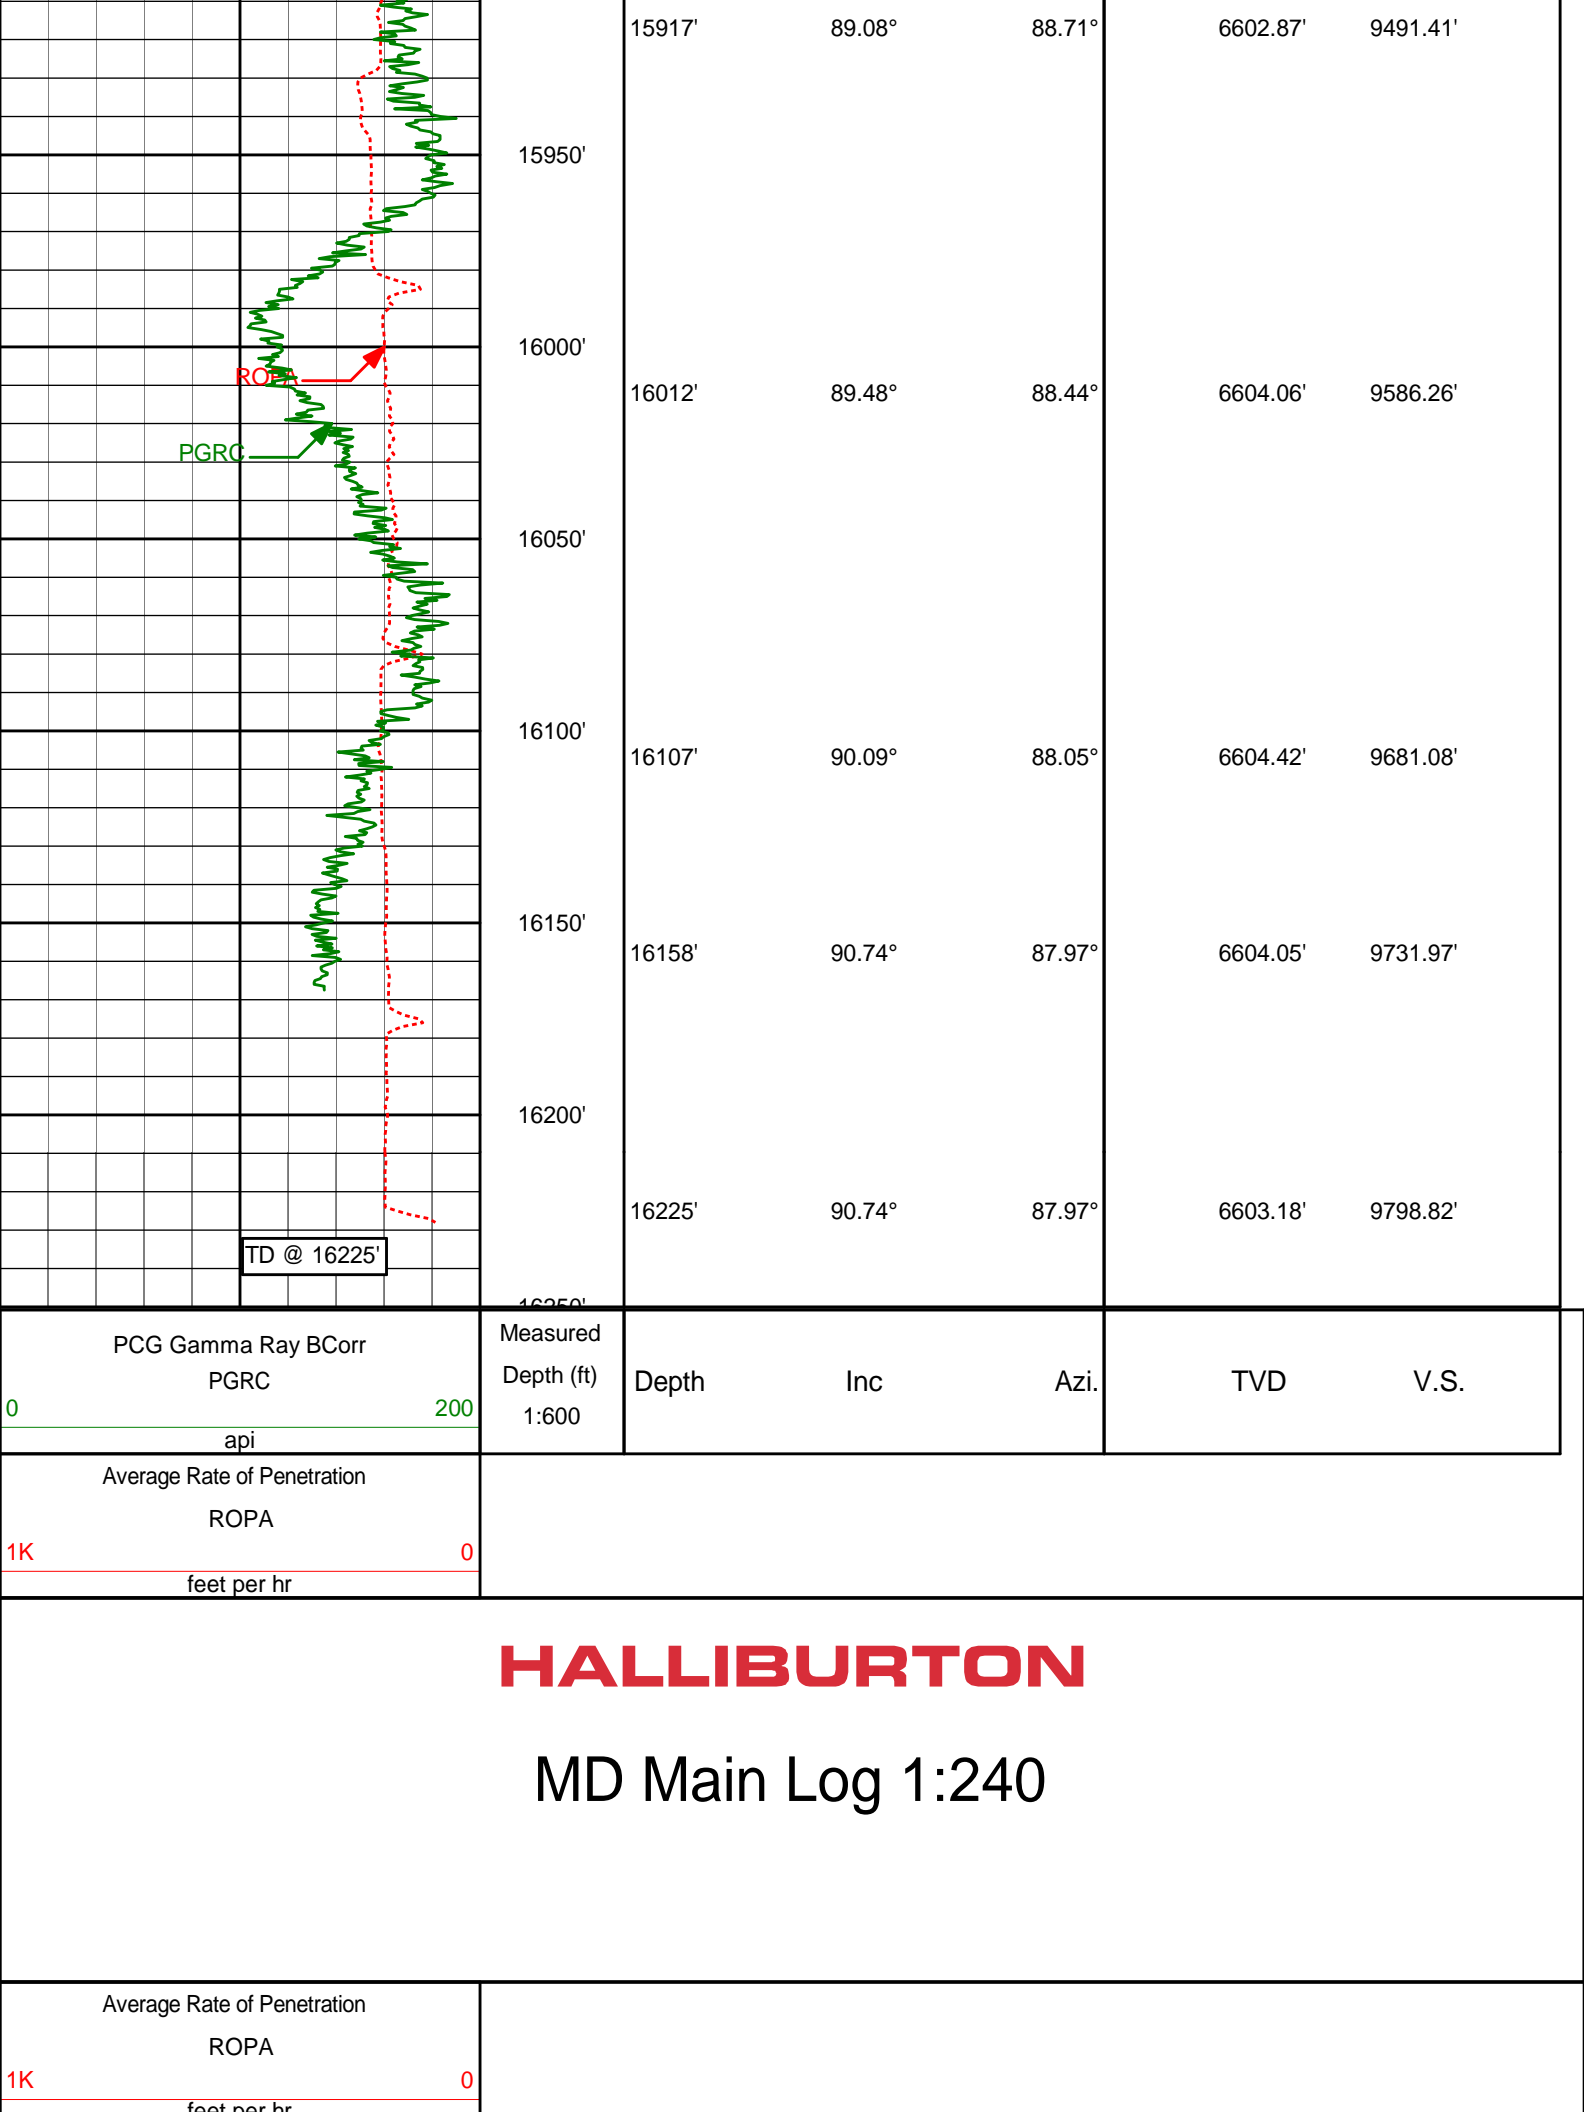 15917' 89.08° 88.71° 6602.87' 9491.41'
15950'
16000'
ROPA
16012' 89.48° 88.44° 6604.06' 9586.26'
PGRC
16050'
16100'
16107' 90.09° 88.05° 6604.42' 9681.08'
16150'
16158' 90.74° 87.97° 6604.05' 9731.97'
16200'
16225' 90.74° 87.97° 6603.18' 9798.82'
TD @ 16225'
16250'
PCG Gamma Ray BCorr
PGRC
0 200
api
Measured
Depth (ft)
1:600
Depth Inc Azi. TVD V.S.
Average Rate of Penetration
ROPA
1K 0
feet per hr
HALLIBURTON
MD Main Log 1:240
Average Rate of Penetration
ROPA
1K 0
feet per hr